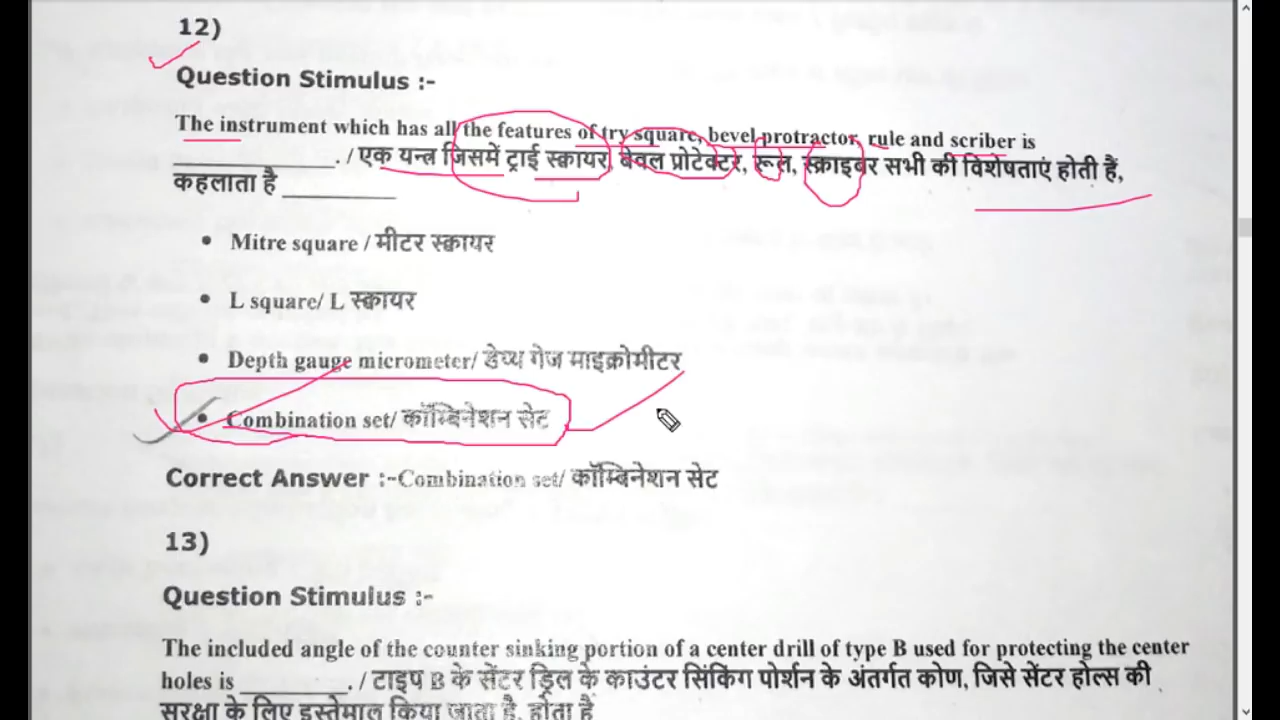 12)
Question Stimulus :-
The instrument which has all the features of try square, bevel protractor, rule and scriber is
____________. / एक यन्त्र जिसमें ट्राई स्क्वायर, बेवल प्रोटेक्टर, रूल, स्क्राइबर सभी की विशेषताएं होती हैं,
कहलाता है __________
• Mitre square / मीटर स्क्वायर
• L square/ L स्क्वायर
• Depth gauge micrometer/ डेप्थ गेज माइक्रोमीटर
• Combination set/ कॉम्बिनेशन सेट
Correct Answer :-Combination set/ कॉम्बिनेशन सेट
13)
Question Stimulus :-
The included angle of the counter sinking portion of a center drill of type B used for protecting the center
holes is ________. / टाइप B के सेंटर ड्रिल के काउंटर सिंकिंग पोर्शन के अंतर्गत कोण, जिसे सेंटर होल्स की
सुरक्षा के लिए इस्तेमाल किया जाता है, होता है